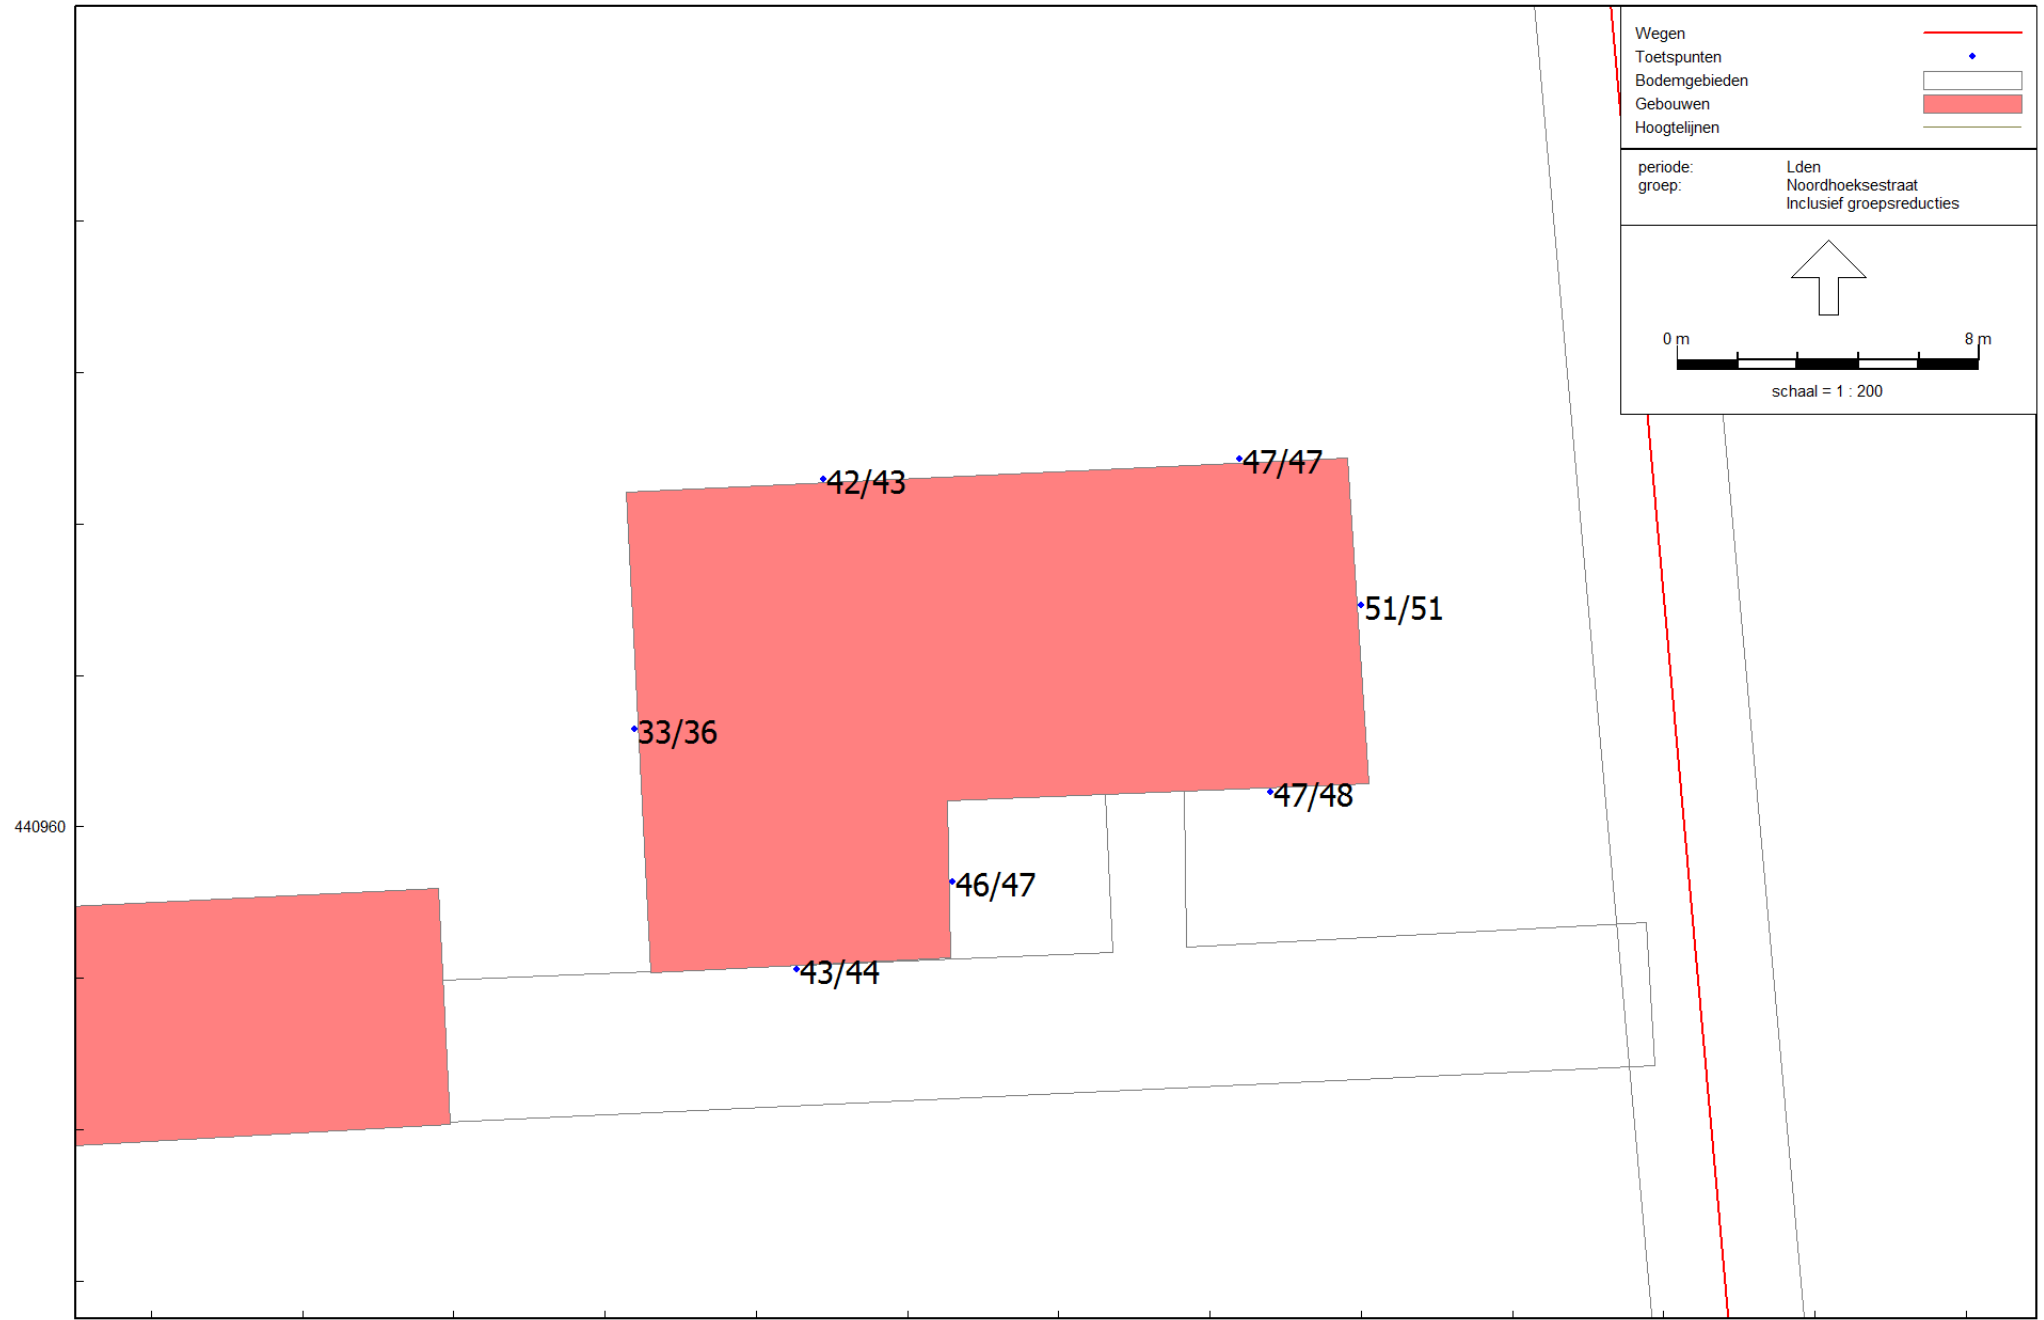 Wegen
Toetspunten
Bodemgebieden
Gebouwen
Hoogtelijnen
periode: Lden
groep: Noordhoeksestraat
Inclusief groepsreducties
0 m 8 m
schaal = 1 : 200
47/47
42/43
51/51
33/36
47/48
440960
46/47
43/44